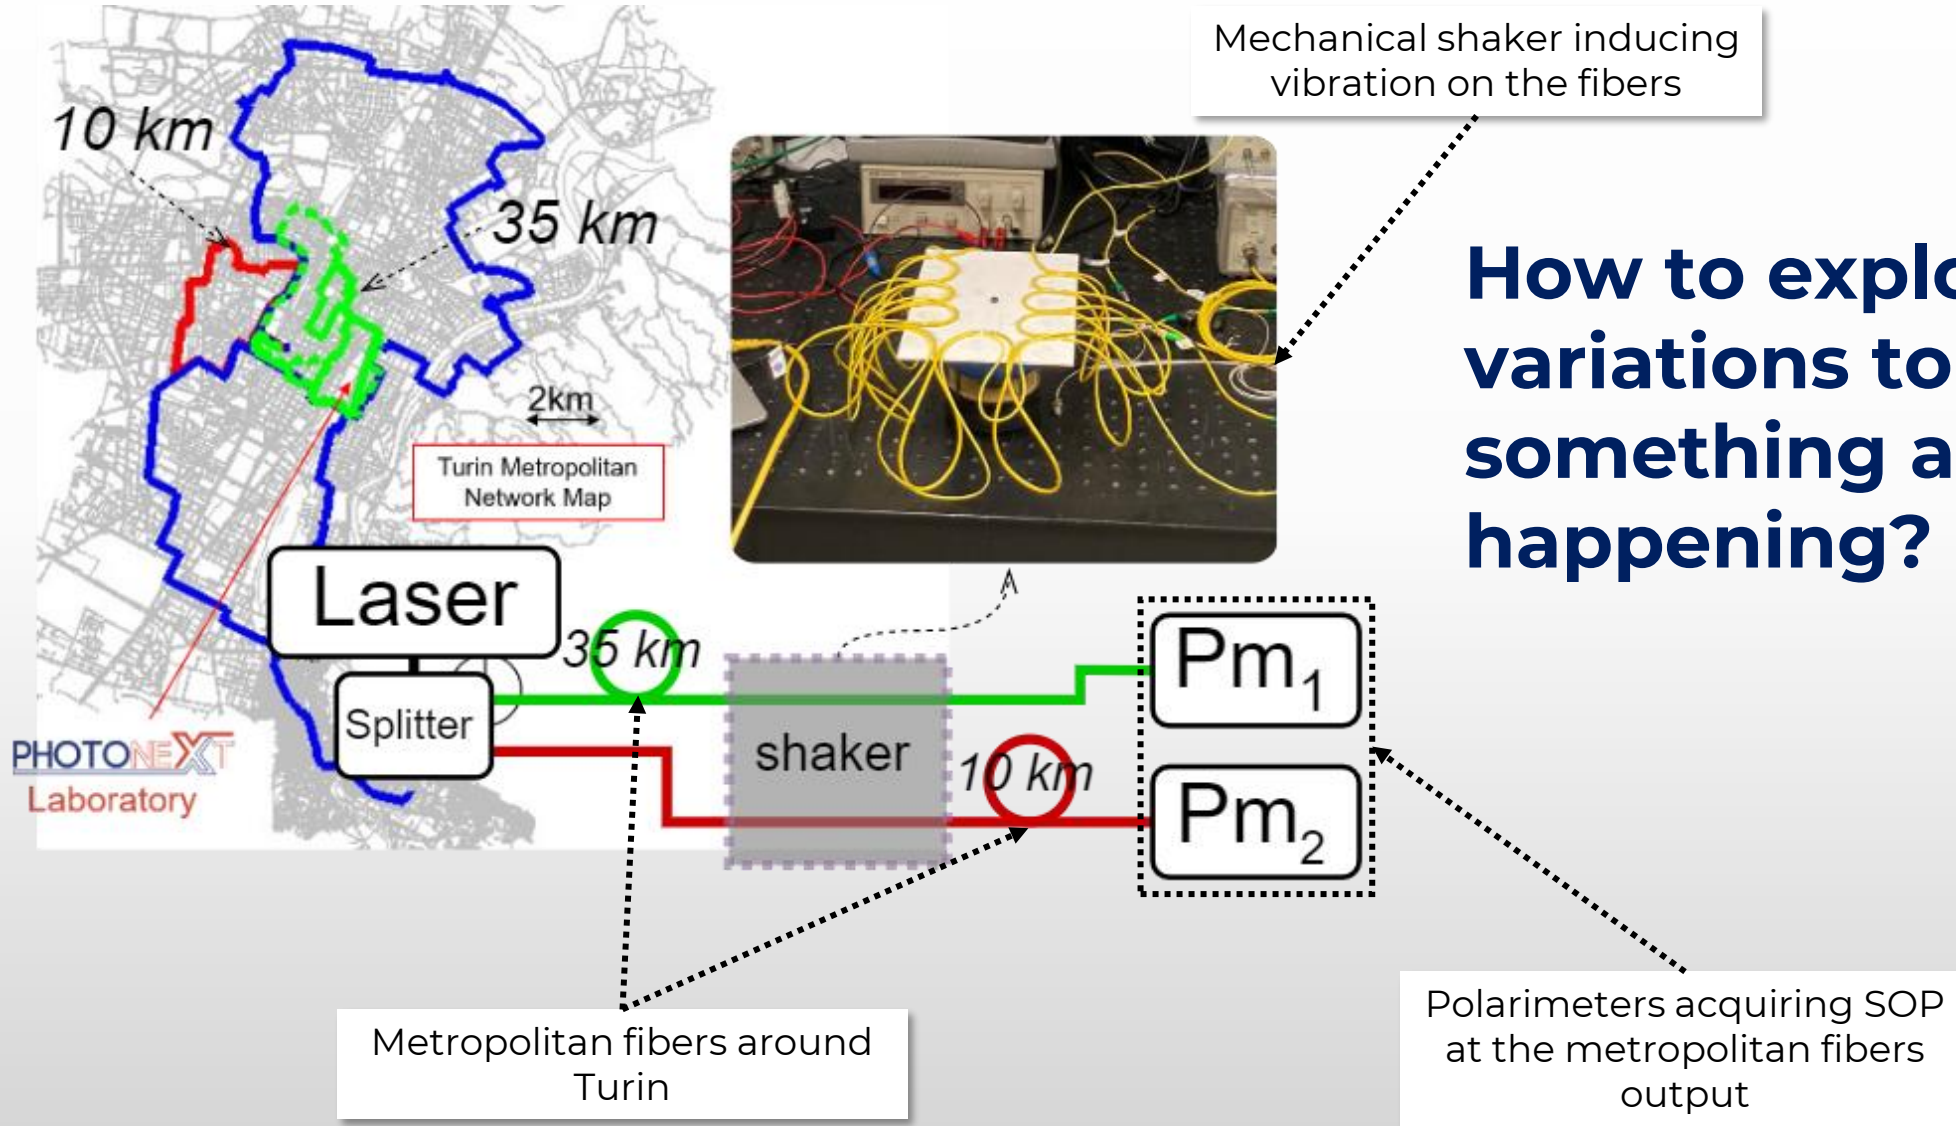 Mechanical shaker inducing
vibration on the fibers
10 km
35 km
2km
Turin Metropolitan
Network Map
How to explo
variations to
something a
happening?
Laser
35 km
Splitter
shaker
10 km
Pm1
Pm2
PHOTONEXT
Laboratory
Metropolitan fibers around
Turin
Polarimeters acquiring SOP
at the metropolitan fibers
output